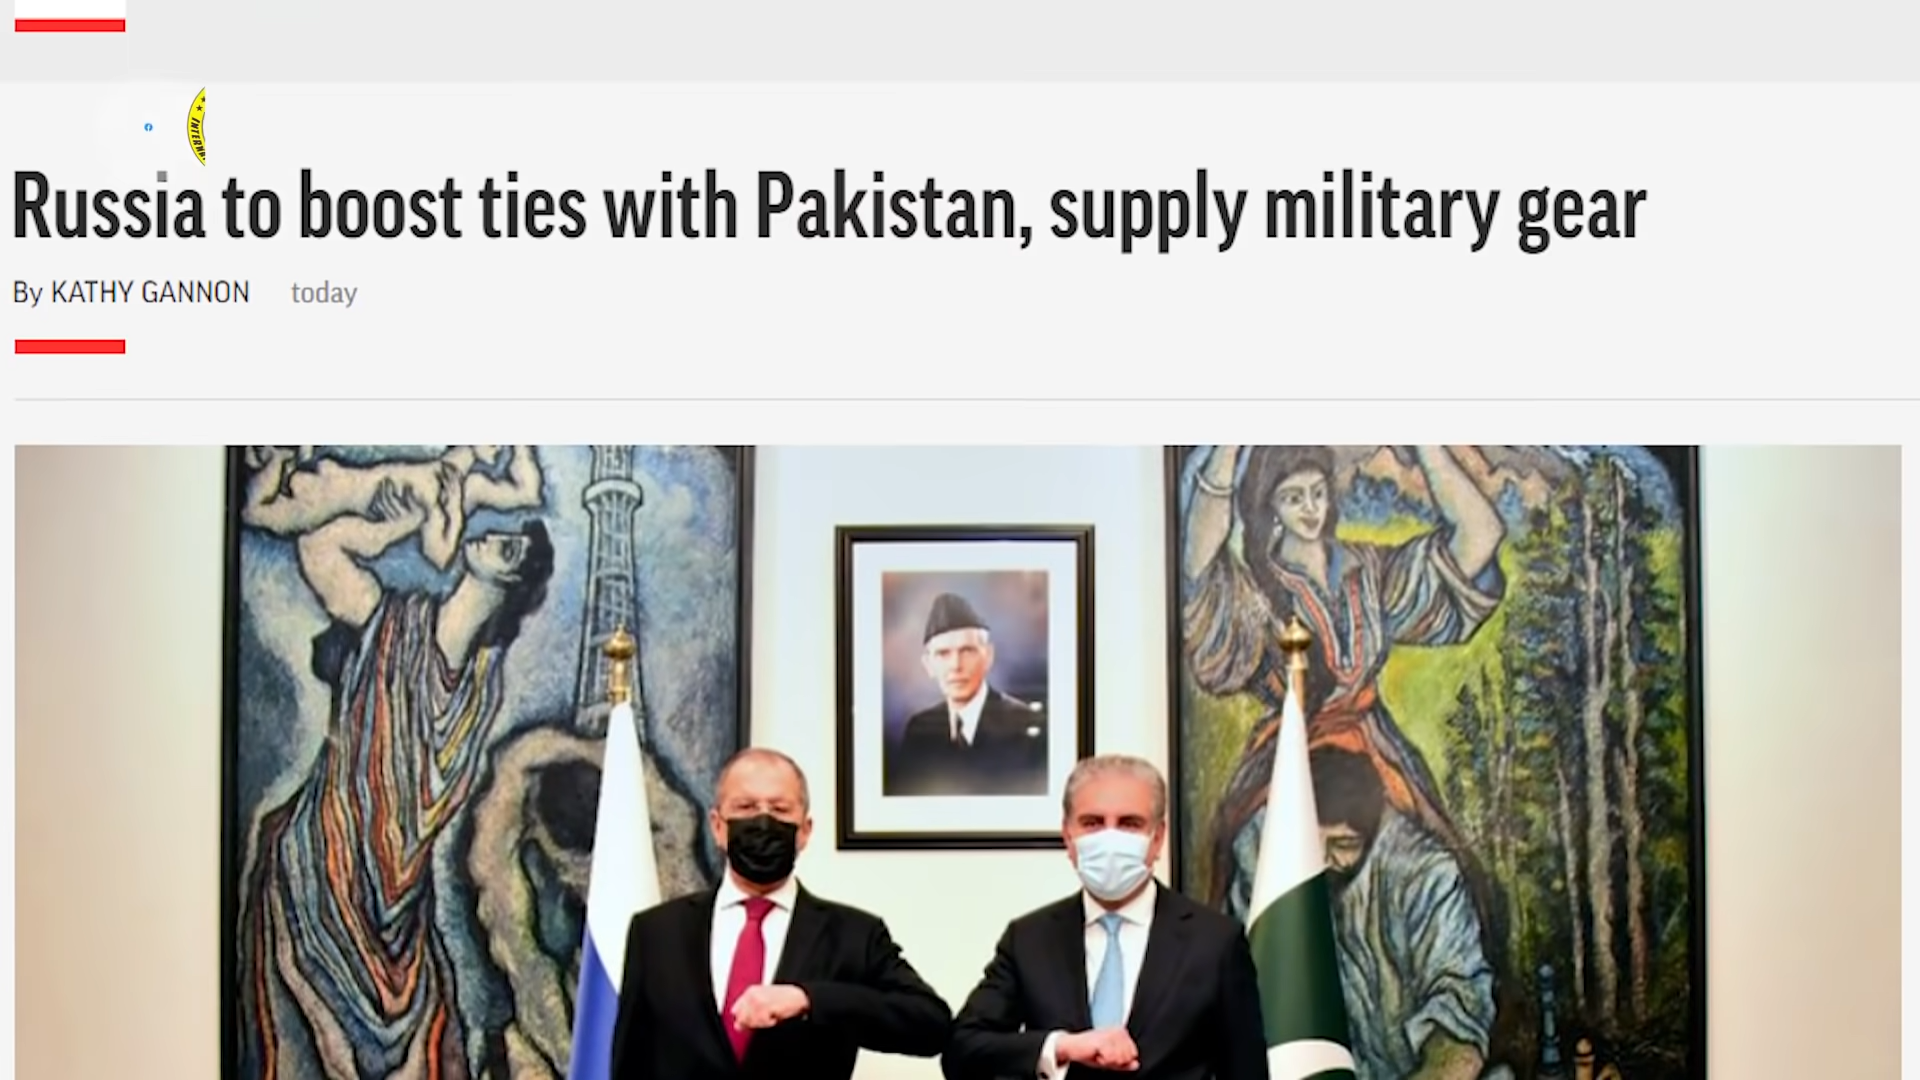 Russia to boost ties with Pakistan, supply military gear
By KATHY GANNON today